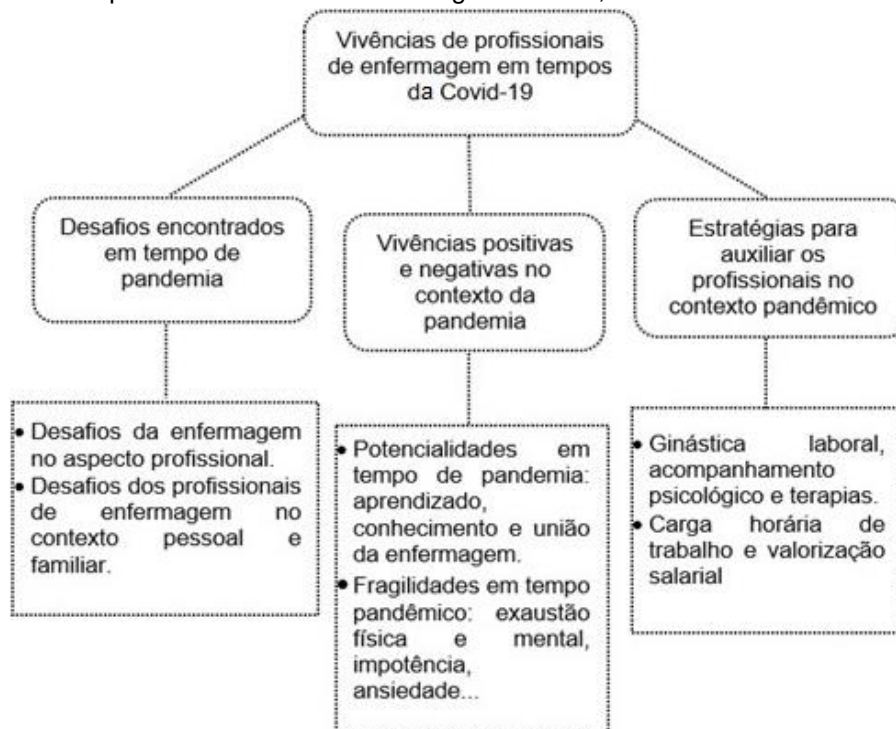 Vivências de profissionais
de enfermagem em tempos
da Covid-19
Desafios encontrados
em tempo de
pandemia
Vivências positivas
e negativas no
contexto da
pandemia
Estratégias para
auxiliar os
profissionais no
contexto pandêmico
• Desafios da enfermagem
no aspecto profissional.
• Desafios dos profissionais
de enfermagem no
contexto pessoal e
familiar.
• Potencialidades em
tempo de pandemia:
aprendizado,
conhecimento e união
da enfermagem.
• Fragilidades em tempo
pandêmico: exaustão
física e mental,
impotência,
ansiedade...
• Ginástica laboral,
acompanhamento
psicológico e terapias.
• Carga horária de
trabalho e valorização
salarial